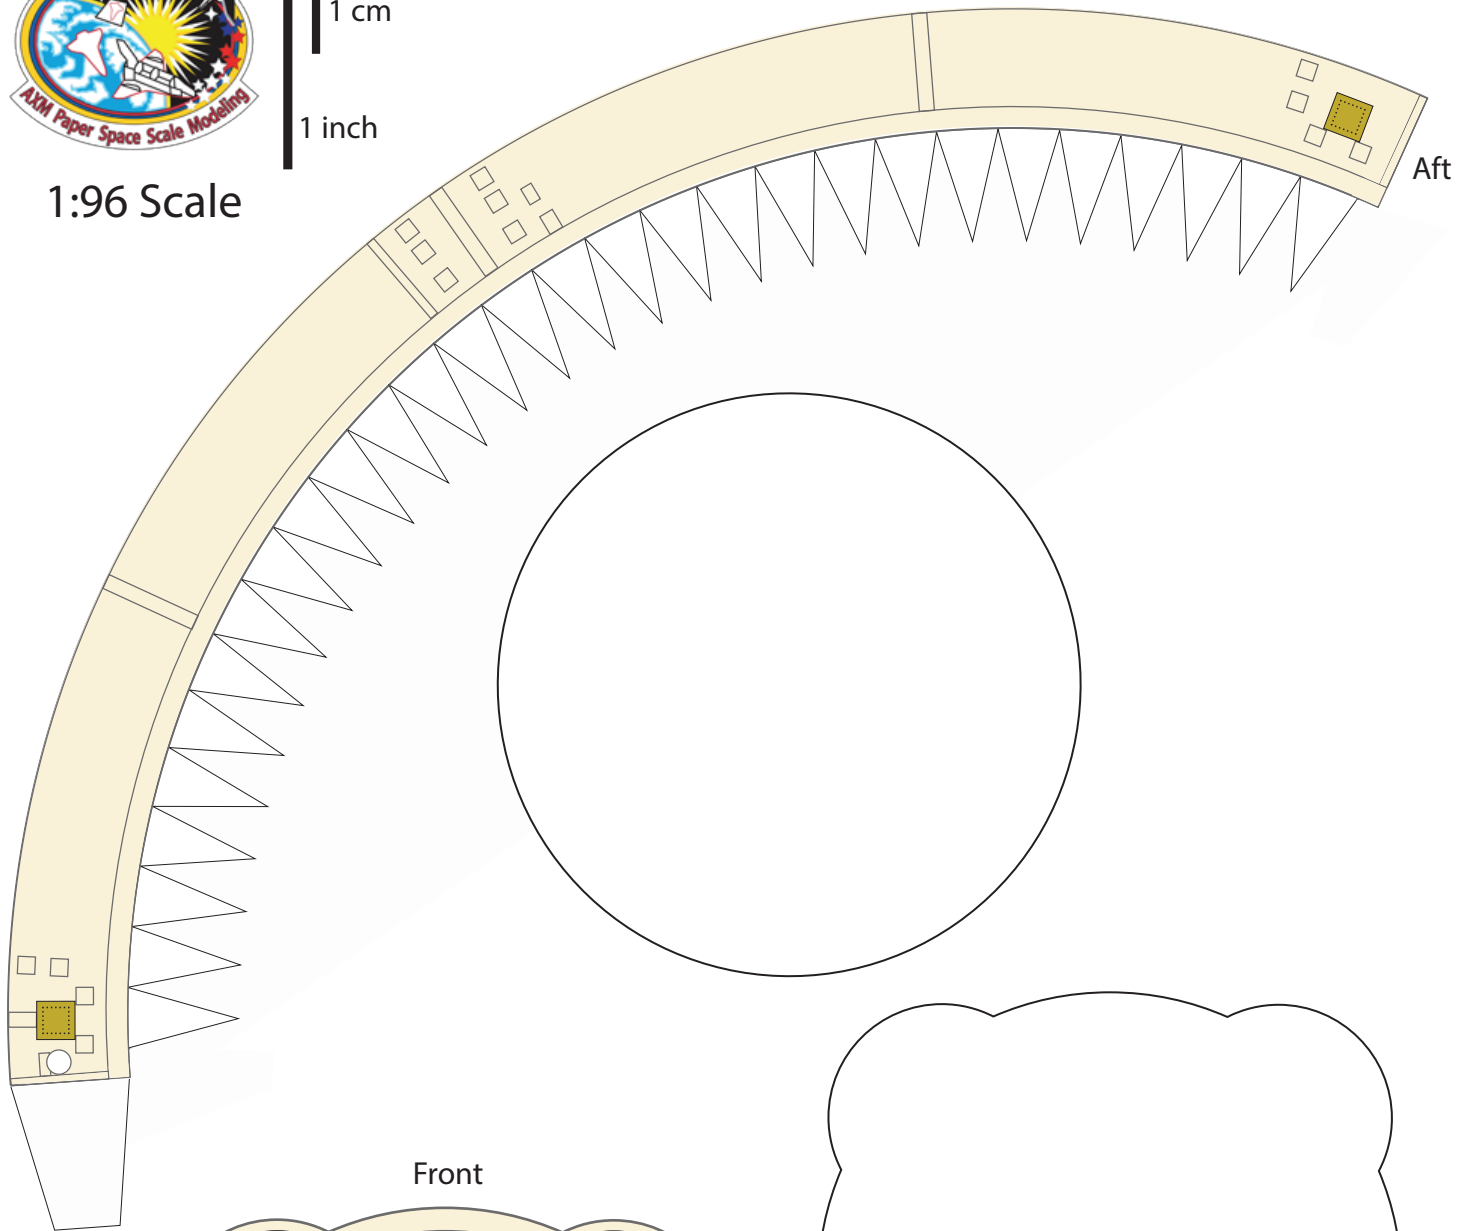 1 cm
1 inch
AXM Paper Space Scale Modeling
1:96 Scale
Aft
Front